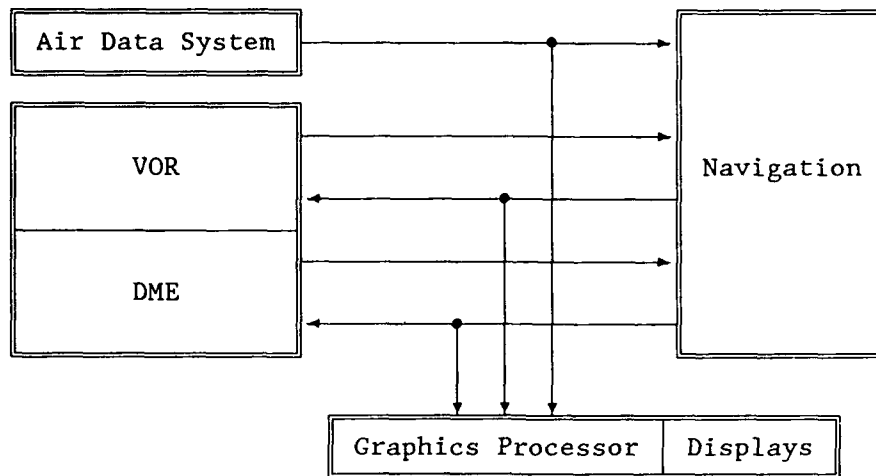 Air Data System
VOR
Navigation
DME
Graphics Processor
Displays